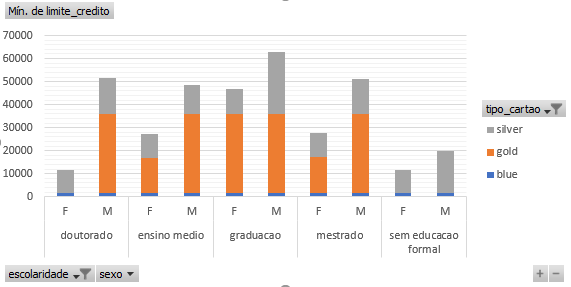 Mín. de limite_credito
70000
60000
50000
40000
30000
20000
10000
0
F M F M F M F M F M
doutorado ensino medio graduacao mestrado sem educacao
formal
tipo_cartao
silver
gold
blue
escolaridade sexo